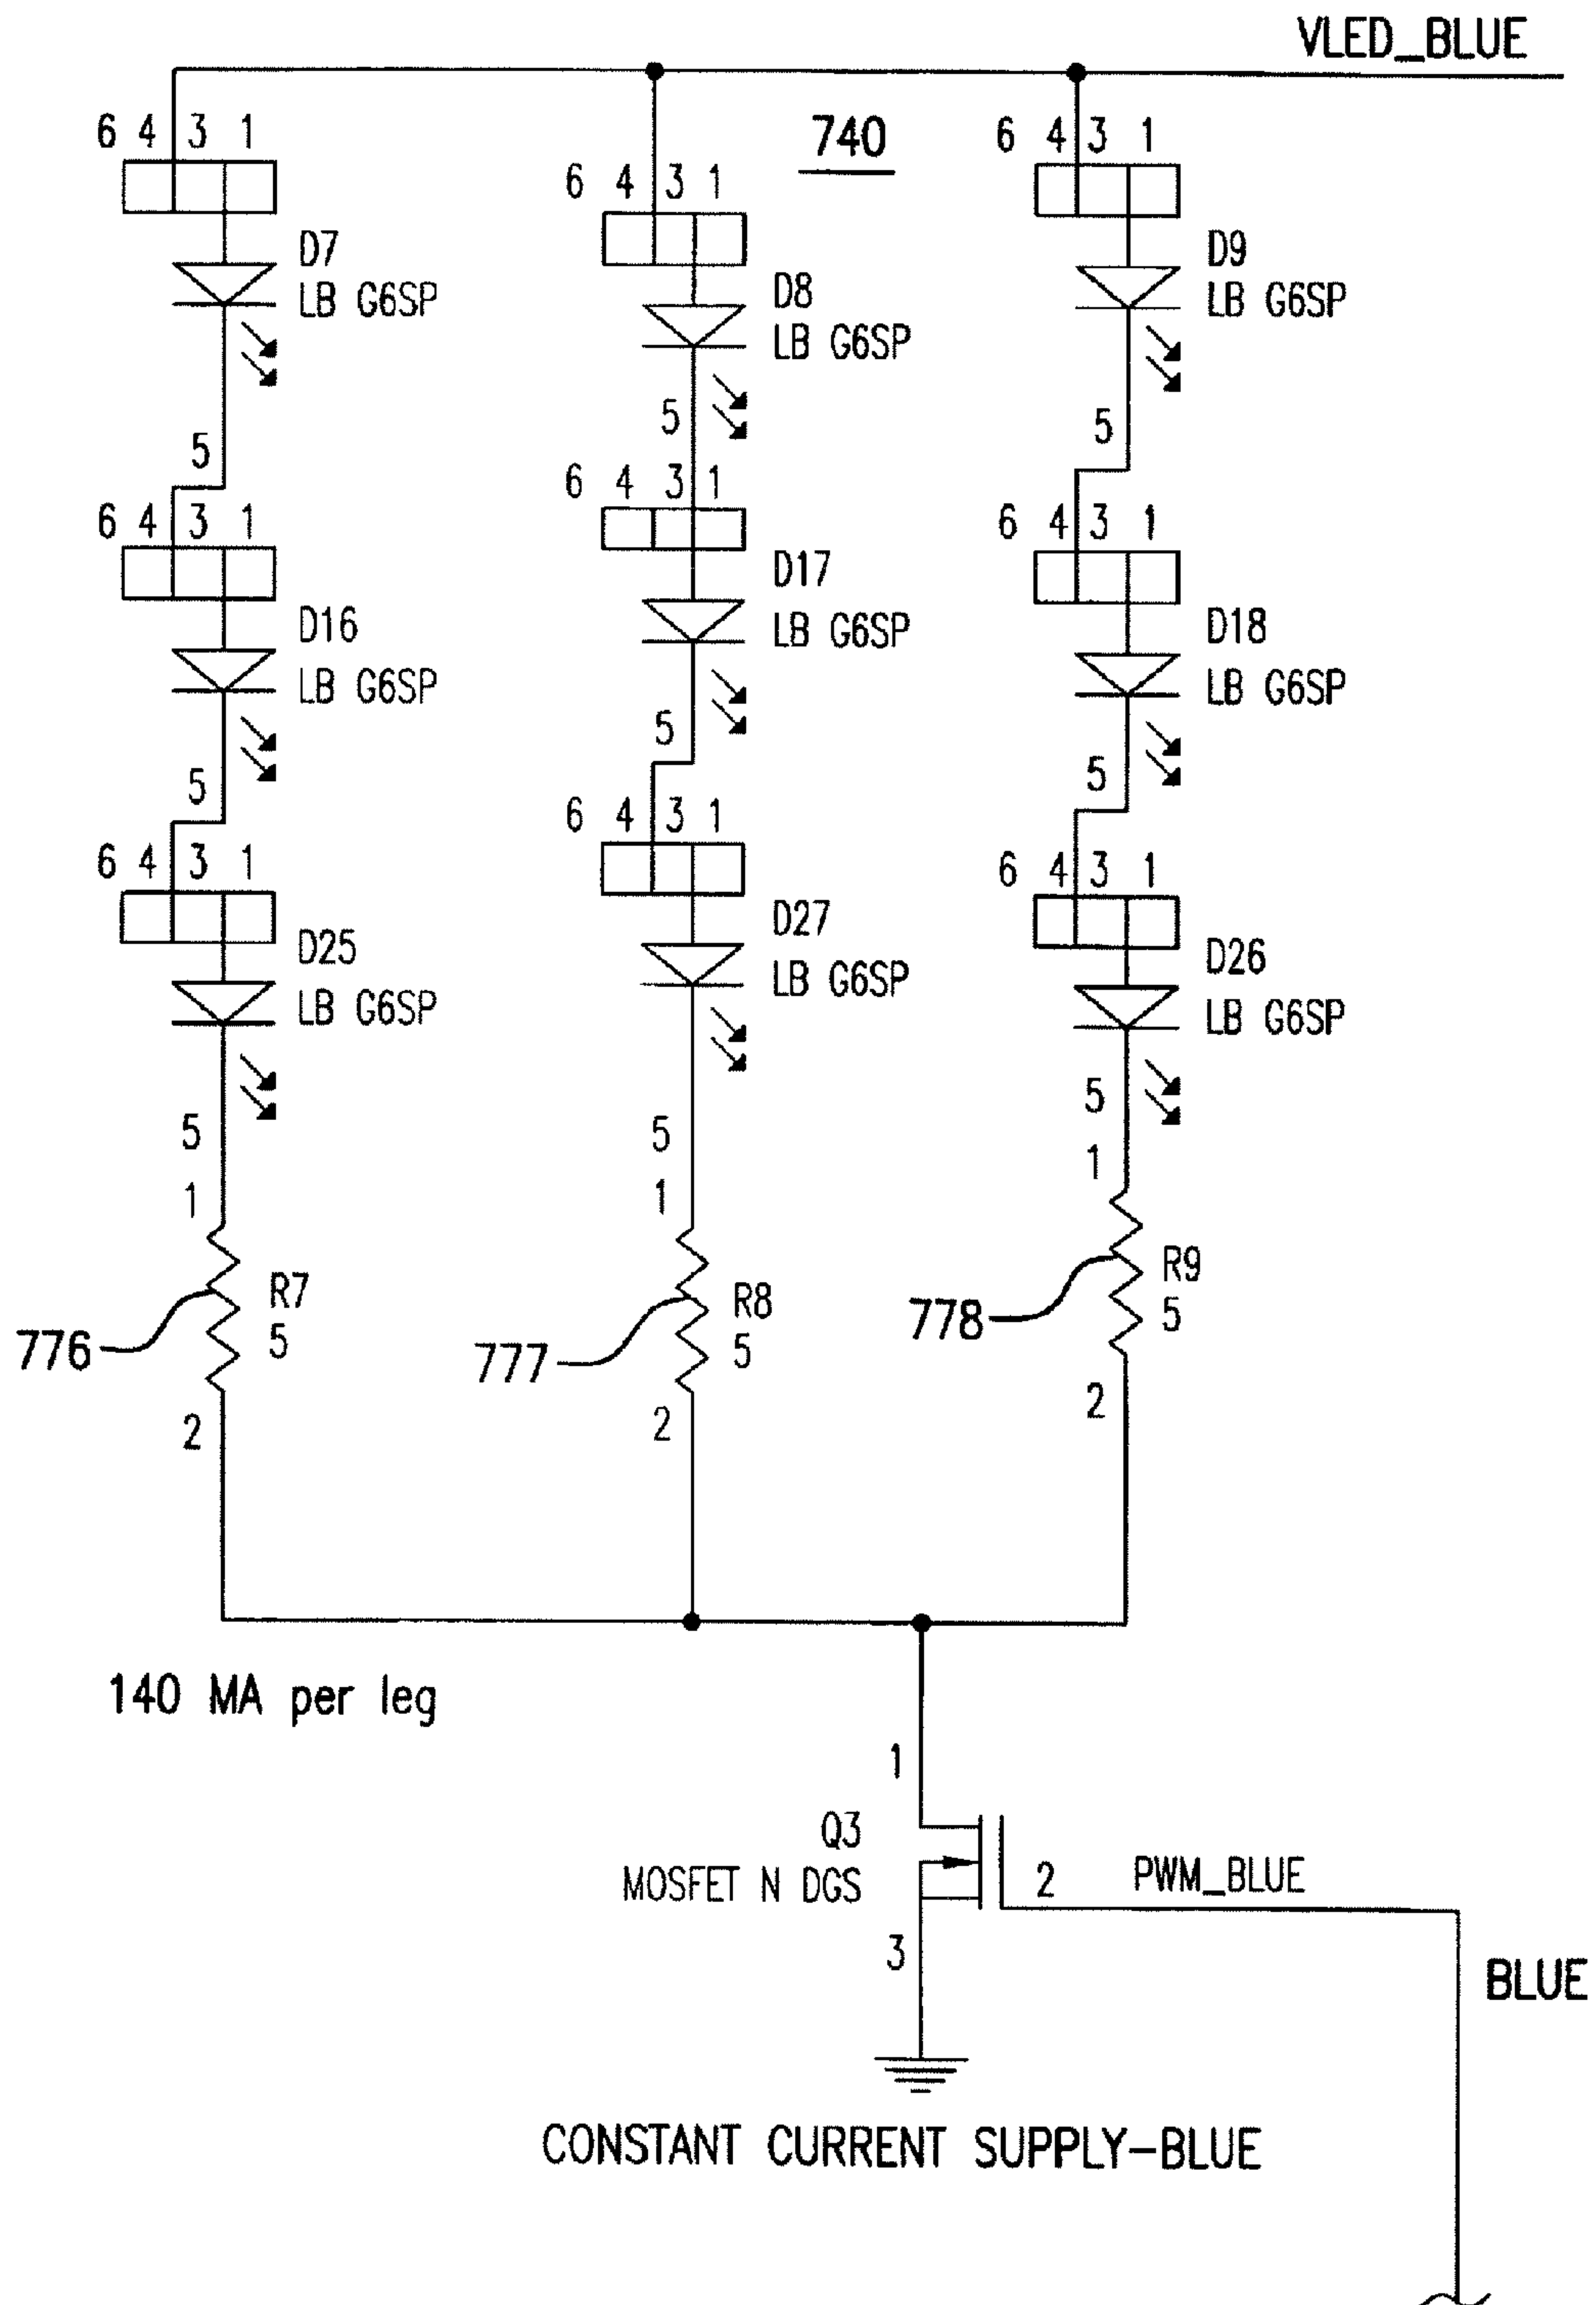 VLED_BLUE
740
6 4 3 1
D7
LB G6SP
5
6 4 3 1
D16
LB G6SP
5
6 4 3 1
D25
LB G6SP
5
1
R7
5
776
2
6 4 3 1
D8
LB G6SP
5
6 4 3 1
D17
LB G6SP
5
6 4 3 1
D27
LB G6SP
5
1
R8
5
777
2
6 4 3 1
D9
LB G6SP
5
6 4 3 1
D18
LB G6SP
5
6 4 3 1
D26
LB G6SP
5
1
R9
5
778
2
140 MA per leg
1
Q3
MOSFET N DGS
2
PWM_BLUE
3
BLUE
CONSTANT CURRENT SUPPLY-BLUE